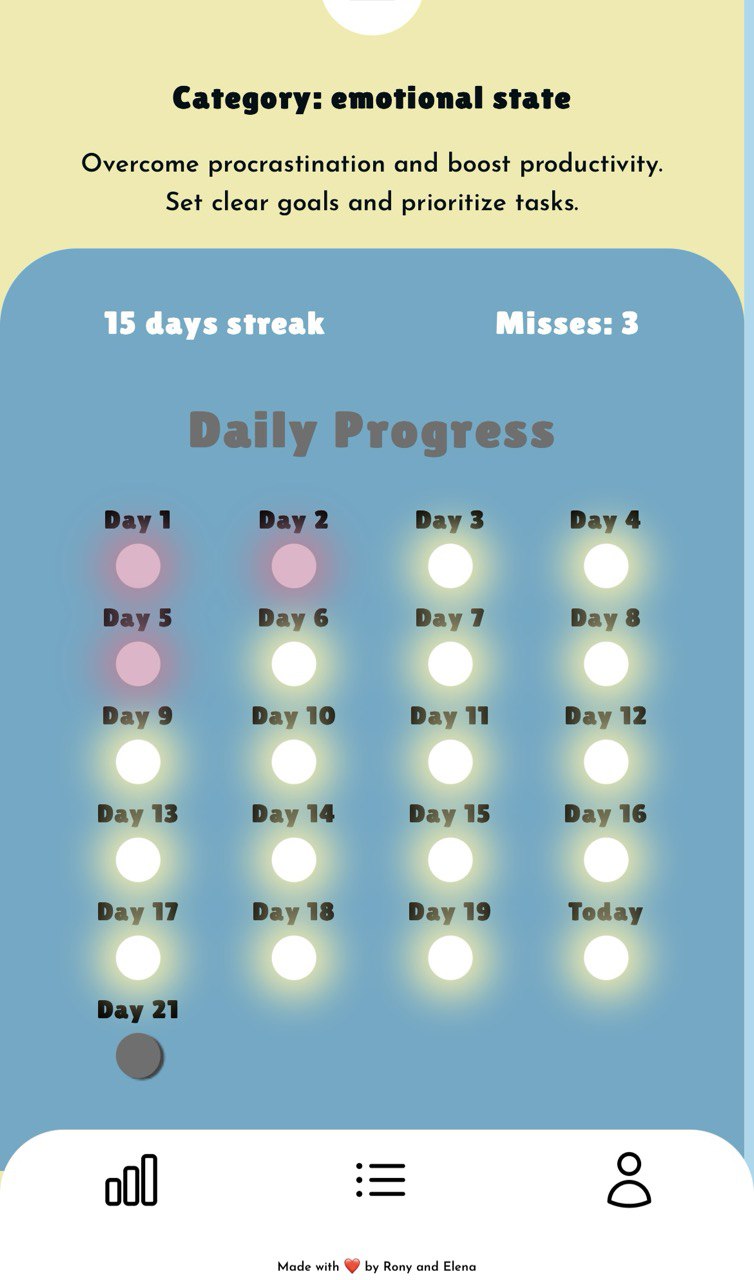 Category: emotional state
Overcome procrastination and boost productivity.
Set clear goals and prioritize tasks.
15 days streak Misses: 3
Daily Progress
Day 1 Day 2 Day 3 Day 4
Day 5 Day 6 Day 7 Day 8
Day 9 Day 10 Day 11 Day 12
Day 13 Day 14 Day 15 Day 16
Day 17 Day 18 Day 19 Today
Day 21
Made with ❤️ by Rony and Elena